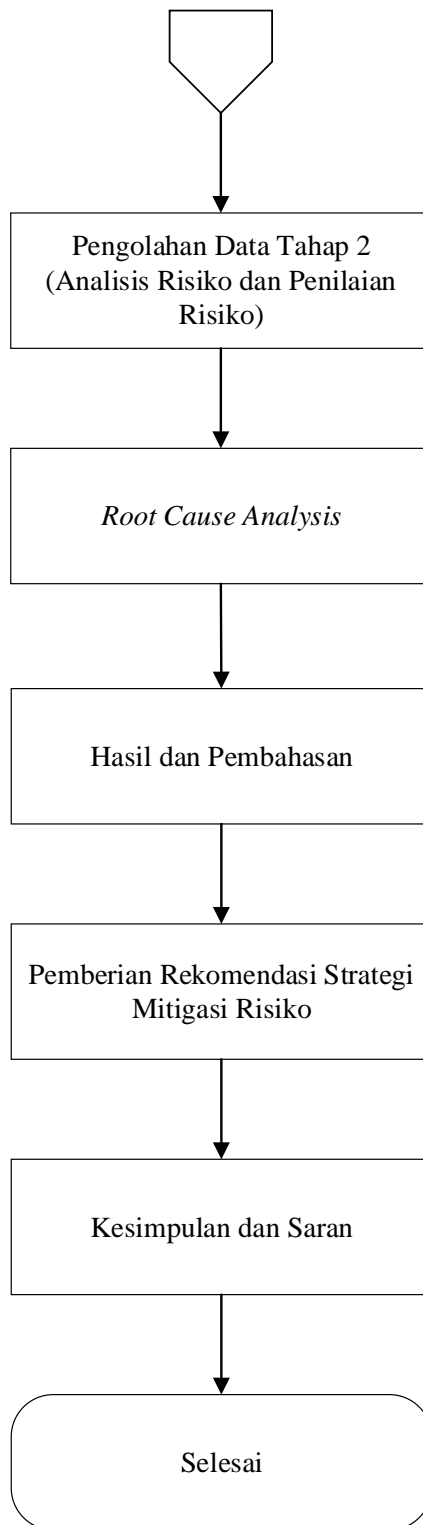 Pengolahan Data Tahap 2
(Analisis Risiko dan Penilaian
Risiko)
Root Cause Analysis
Hasil dan Pembahasan
Pemberian Rekomendasi Strategi
Mitigasi Risiko
Kesimpulan dan Saran
Selesai